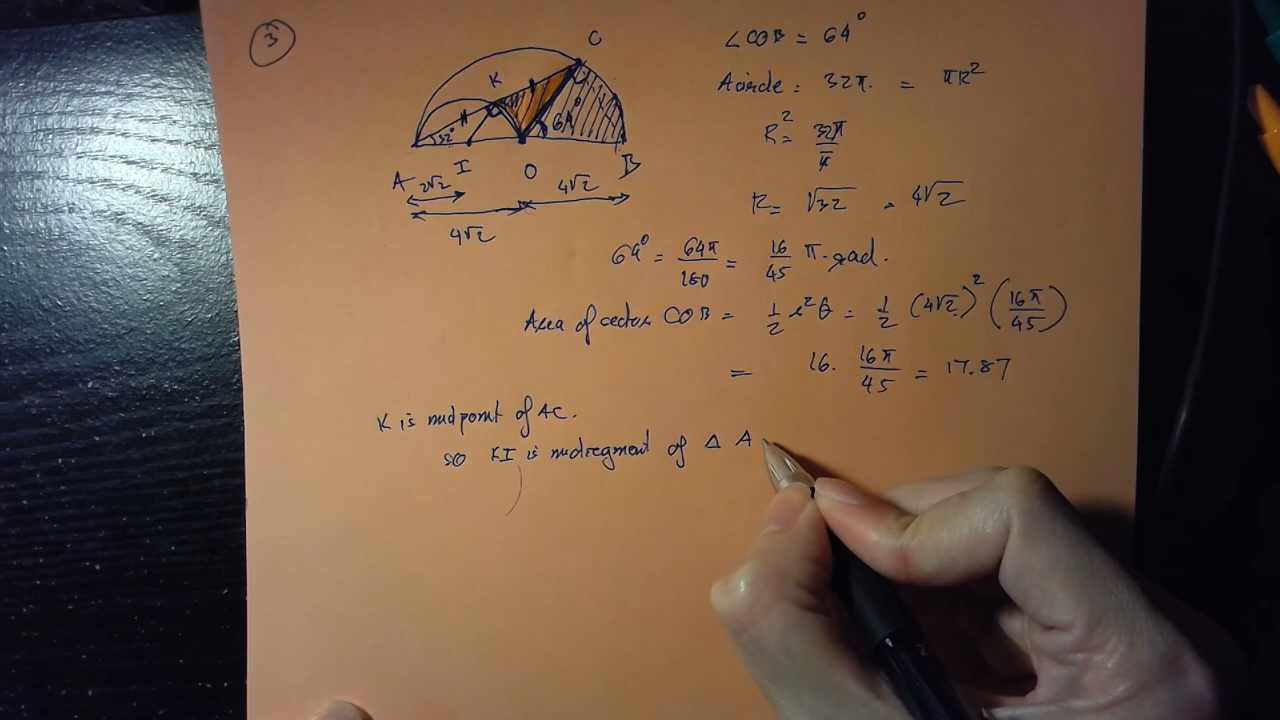 3
C
K
32°
64°
A I O B
2√2
4√2
4√2
∠COB = 64°
Acircle = 32π = πR²
R² = 32π/π
R = √32 = 4√2
64° = 64π/180 = 16/45 π rad.
Area of sector COB = 1/2 r²θ = 1/2 (4√2)² (16π/45)
= 16 . 16π/45 = 17.87
K is midpoint of AC.
so KI is midsegment of Δ A